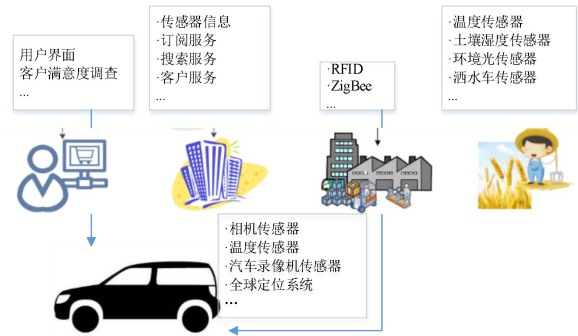 用户界面
客户满意度调查
...
·传感器信息
·订阅服务
·搜索服务
·客户服务
...
·RFID
·ZigBee
...
·温度传感器
·土壤湿度传感器
·环境光传感器
·洒水车传感器
...
·相机传感器
·温度传感器
·汽车录像机传感器
·全球定位系统
...